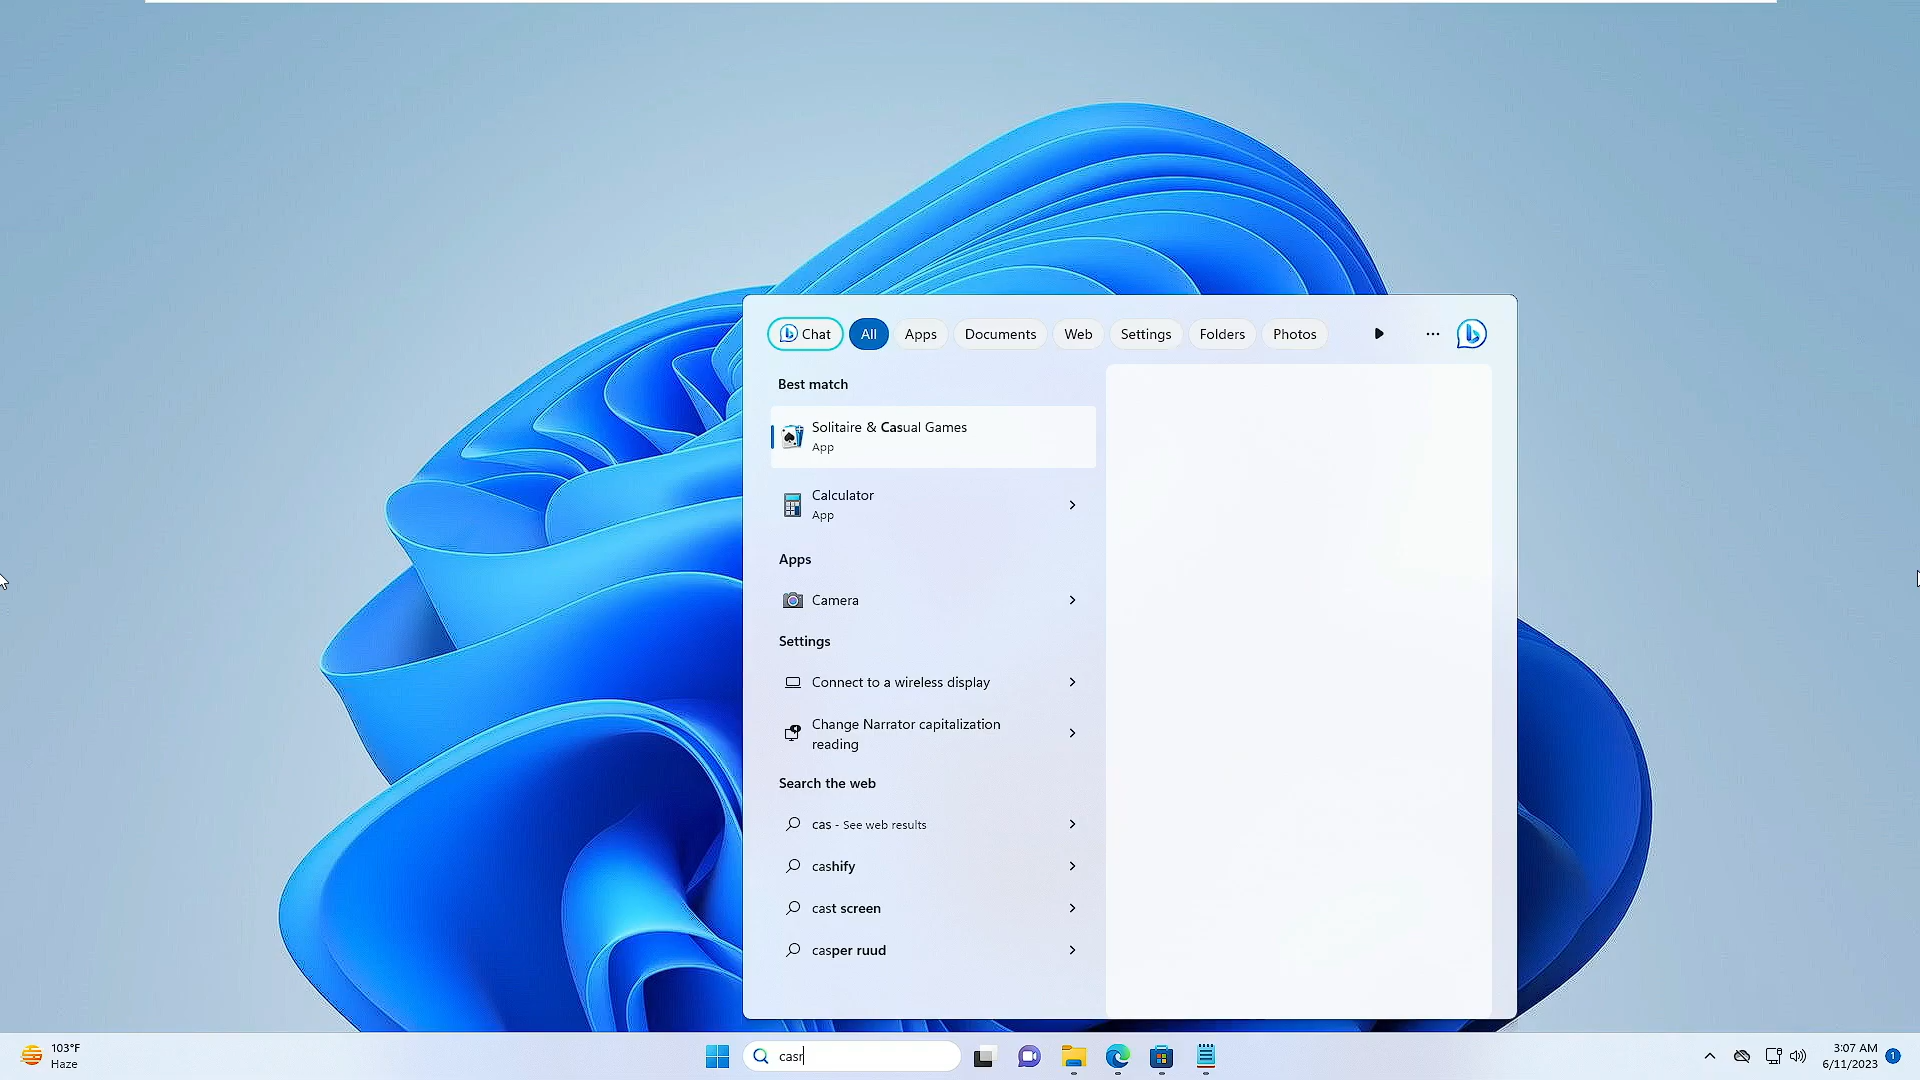 Chat
All
Apps
Documents
Web
Settings
Folders
Photos
Best match
Solitaire & Casual Games
App
Calculator
App
Apps
Camera
Settings
Connect to a wireless display
Change Narrator capitalization
reading
Search the web
cas - See web results
cashify
cast screen
casper ruud
103°F
Haze
casr
3:07 AM
6/11/2023
1